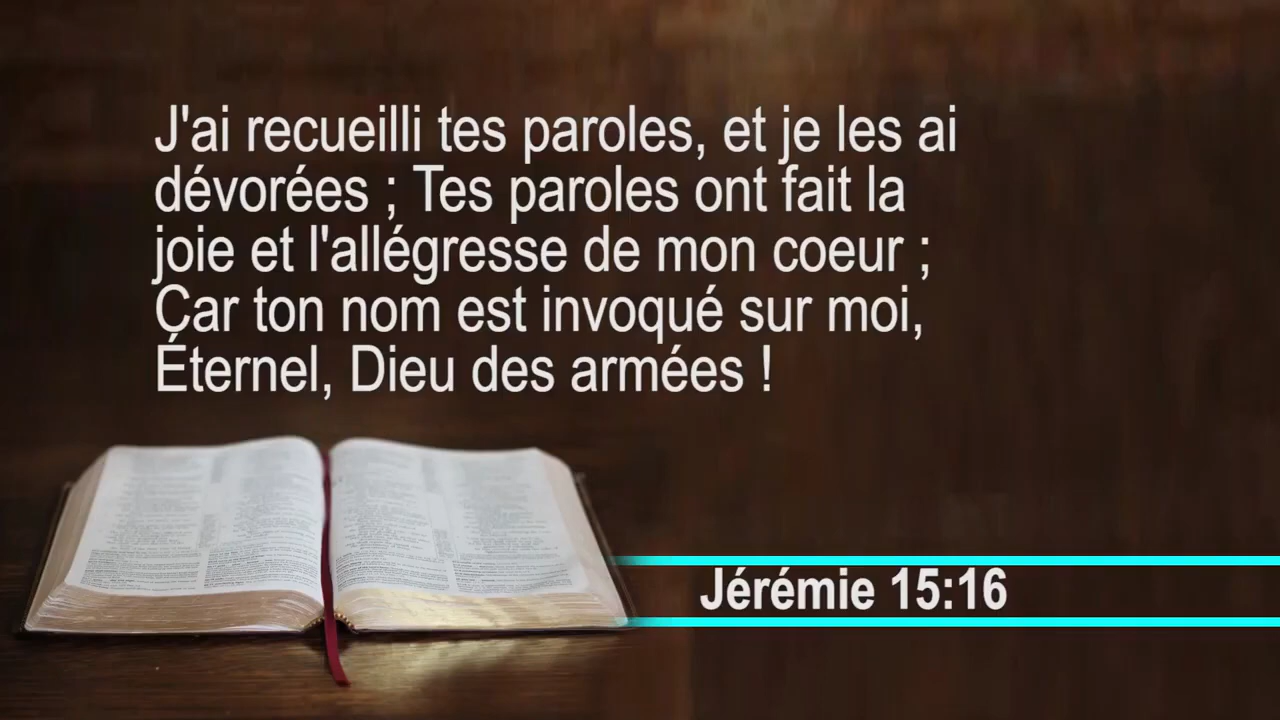 J'ai recueilli tes paroles, et je les ai
dévorées ; Tes paroles ont fait la
joie et l'allégresse de mon coeur ;
Car ton nom est invoqué sur moi,
Éternel, Dieu des armées !
Jérémie 15:16